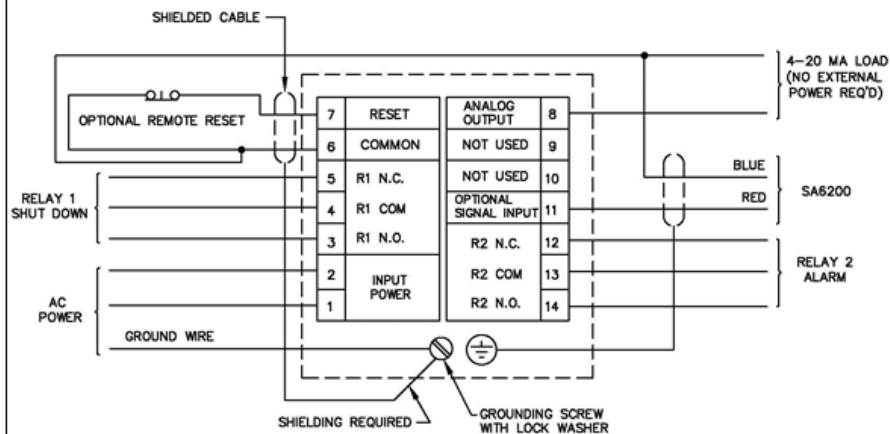 SHIELDED CABLE
4–20 MA LOAD
(NO EXTERNAL
POWER REQ'D)
OPTIONAL REMOTE RESET
7 RESET
ANALOG
OUTPUT 8
6 COMMON
NOT USED 9
5 R1 N.C.
NOT USED 10
4 R1 COM
OPTIONAL
SIGNAL INPUT 11
3 R1 N.O.
R2 N.C. 12
2
INPUT
POWER
R2 COM 13
1
R2 N.O. 14
BLUE
RED
SA6200
RELAY 1
SHUT DOWN
RELAY 2
ALARM
AC
POWER
GROUND WIRE
SHIELDING REQUIRED
GROUNDING SCREW
WITH LOCK WASHER